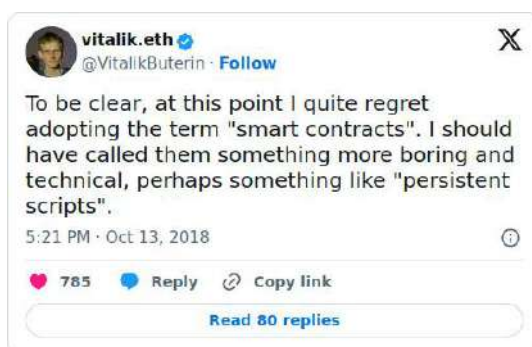 vitalik.eth
@VitalikButerin · Follow
To be clear, at this point I quite regret
adopting the term "smart contracts". I should
have called them something more boring and
technical, perhaps something like "persistent
scripts".
5:21 PM · Oct 13, 2018
785 Reply Copy link
Read 80 replies